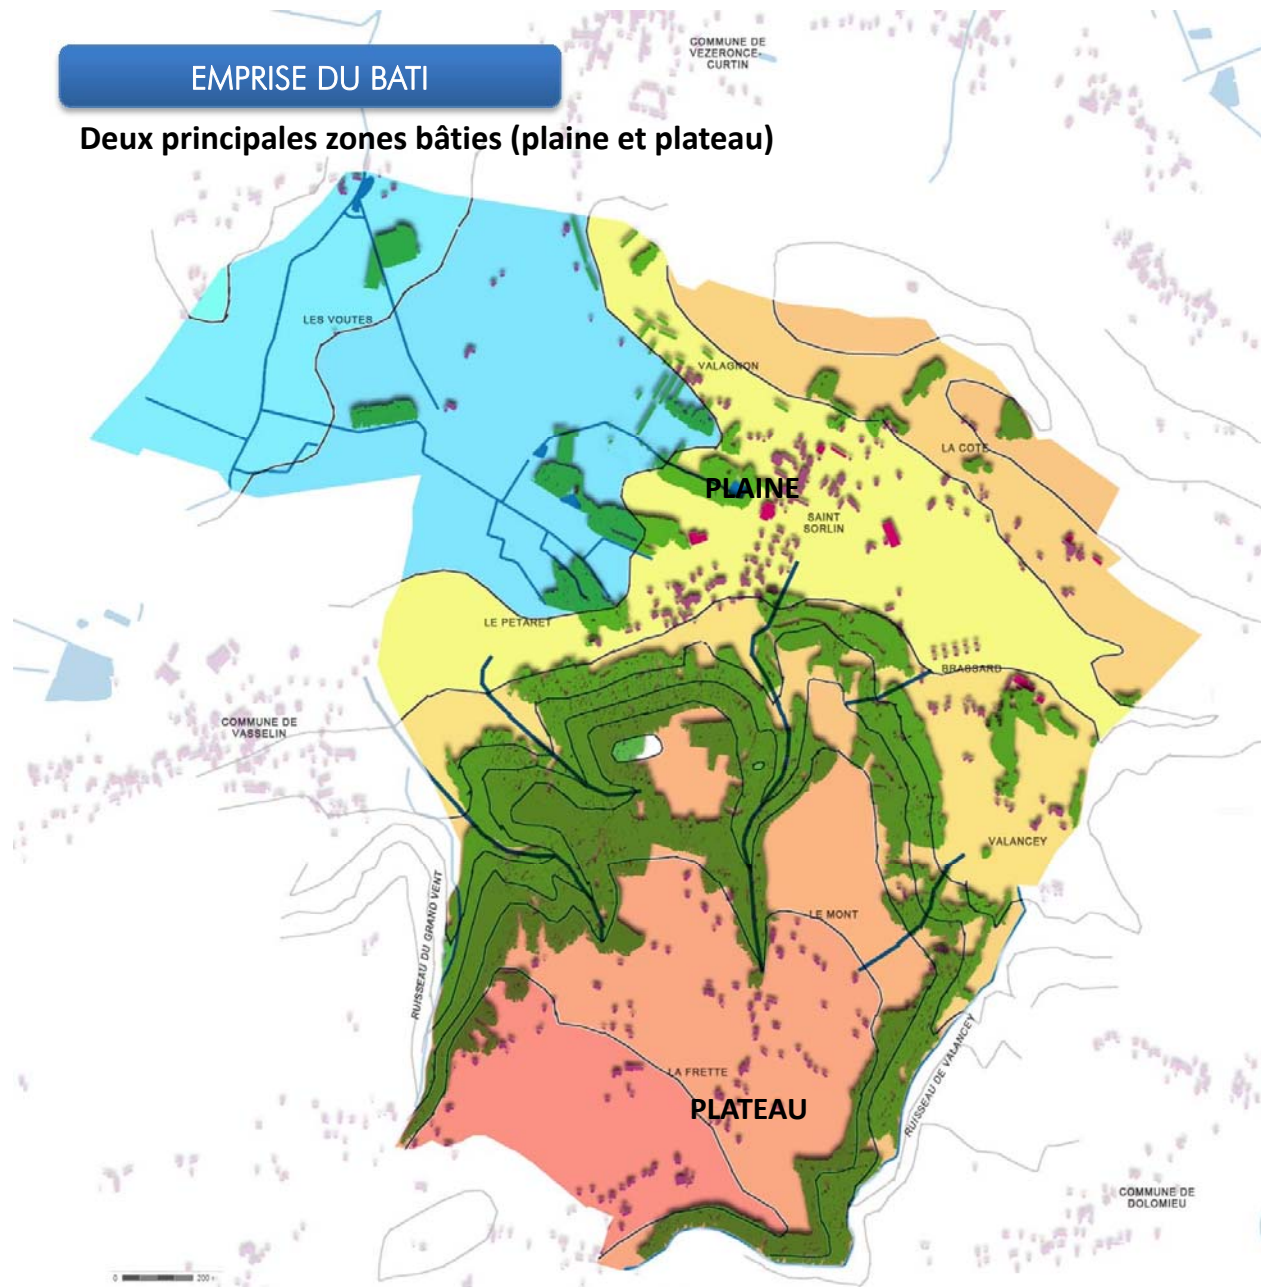 COMMUNE DE
VEZERONCE-
CURTIN
EMPRISE DU BATI
Deux principales zones bâties (plaine et plateau)
LES VOUTES
VALAGNON
LA COTE
PLAINE
SAINT
SORLIN
LE PETARET
BRASSARD
COMMUNE DE
VASSELIN
VALANCEY
RUISSEAU DU GRAND VENT
LE MONT
RUISSEAU DE VALANCEY
LA FRETTE
PLATEAU
COMMUNE DE
DOLOMIEU
0 200